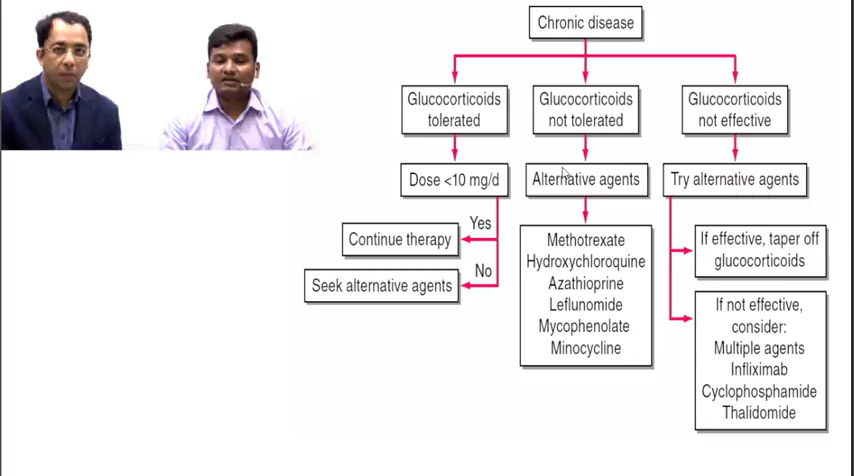 Chronic disease
Glucocorticoids
tolerated
Glucocorticoids
not tolerated
Glucocorticoids
not effective
Dose <10 mg/d
Alternative agents
Try alternative agents
Yes
Continue therapy
No
Seek alternative agents
Methotrexate
Hydroxychloroquine
Azathioprine
Leflunomide
Mycophenolate
Minocycline
If effective, taper off
glucocorticoids
If not effective,
consider:
Multiple agents
Infliximab
Cyclophosphamide
Thalidomide